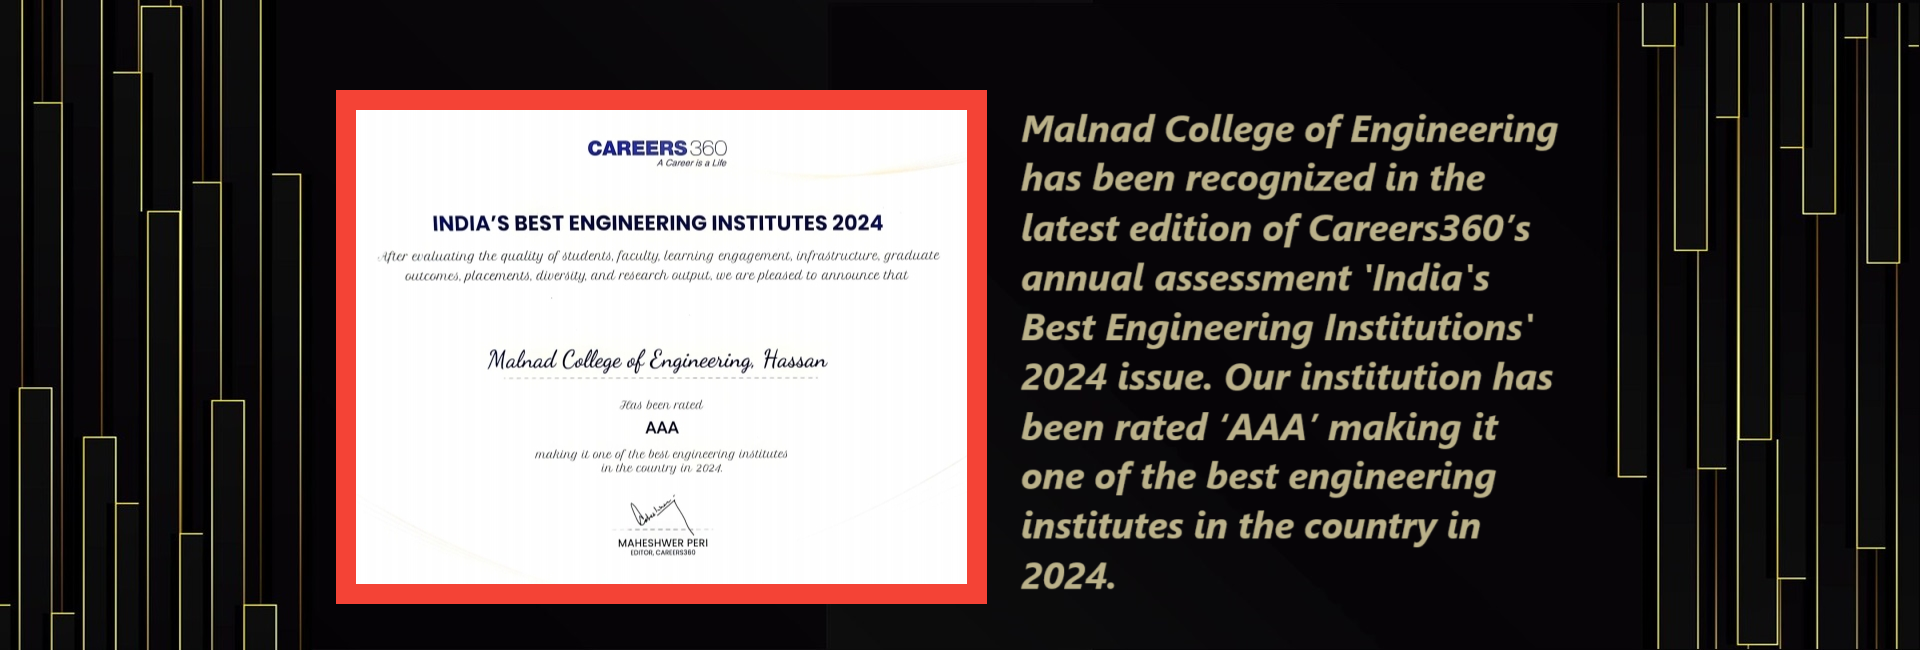 CAREERS360
A Career is a Life
INDIA'S BEST ENGINEERING INSTITUTES 2024
After evaluating the quality of students, faculty, learning engagement, infrastructure, graduate
outcomes, placements, diversity, and research output, we are pleased to announce that
Malnad College of Engineering, Hassan
Has been rated
AAA
making it one of the best engineering institutes
in the country in 2024.
MAHESHWER PERI
EDITOR, CAREERS360
Malnad College of Engineering
has been recognized in the
latest edition of Careers360’s
annual assessment 'India's
Best Engineering Institutions'
2024 issue. Our institution has
been rated ‘AAA’ making it
one of the best engineering
institutes in the country in
2024.